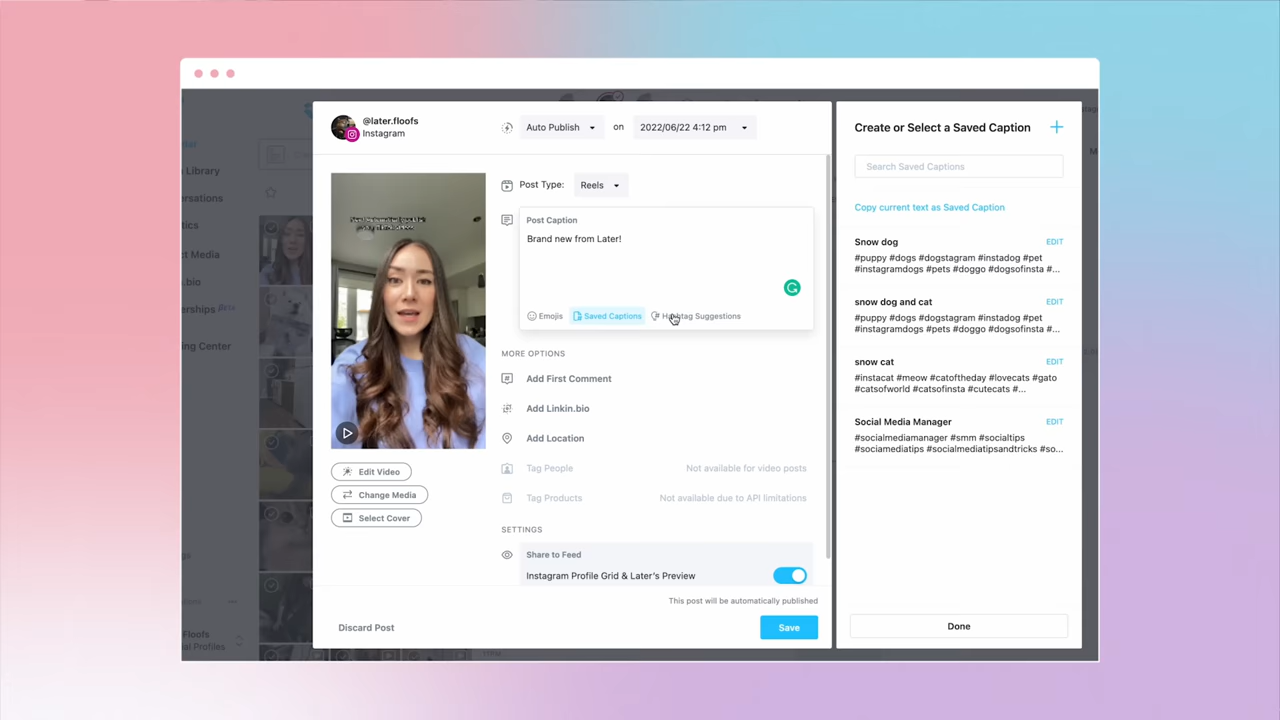 @later.floofs
Instagram
Auto Publish
on
2022/06/22 4:12 pm
Post Type:
Reels
Post Caption
Brand new from Later!
Emojis
Saved Captions
Hashtag Suggestions
MORE OPTIONS
Add First Comment
Add Linkin.bio
Add Location
Tag People
Not available for video posts
Tag Products
Not available due to API limitations
SETTINGS
Share to Feed
Instagram Profile Grid & Later's Preview
This post will be automatically published
Discard Post
Save
Edit Video
Change Media
Select Cover
Create or Select a Saved Caption
Search Saved Captions
Copy current text as Saved Caption
Snow dog
EDIT
#puppy #dogs #dogstagram #instadog #pet
#instagramdogs #pets #doggo #dogsofinsta #...
snow dog and cat
EDIT
#puppy #dogs #dogstagram #instadog #pet
#instagramdogs #pets #doggo #dogsofinsta #...
snow cat
EDIT
#instacat #meow #catoftheday #lovecats #gato
#catsofworld #catsofinsta #cutecats #...
Social Media Manager
EDIT
#socialmediamanager #smm #socialtips
#sociamediatips #socialmediatipsandtricks #so...
Done
Library
ct Media
.bio
Beta
Floofs